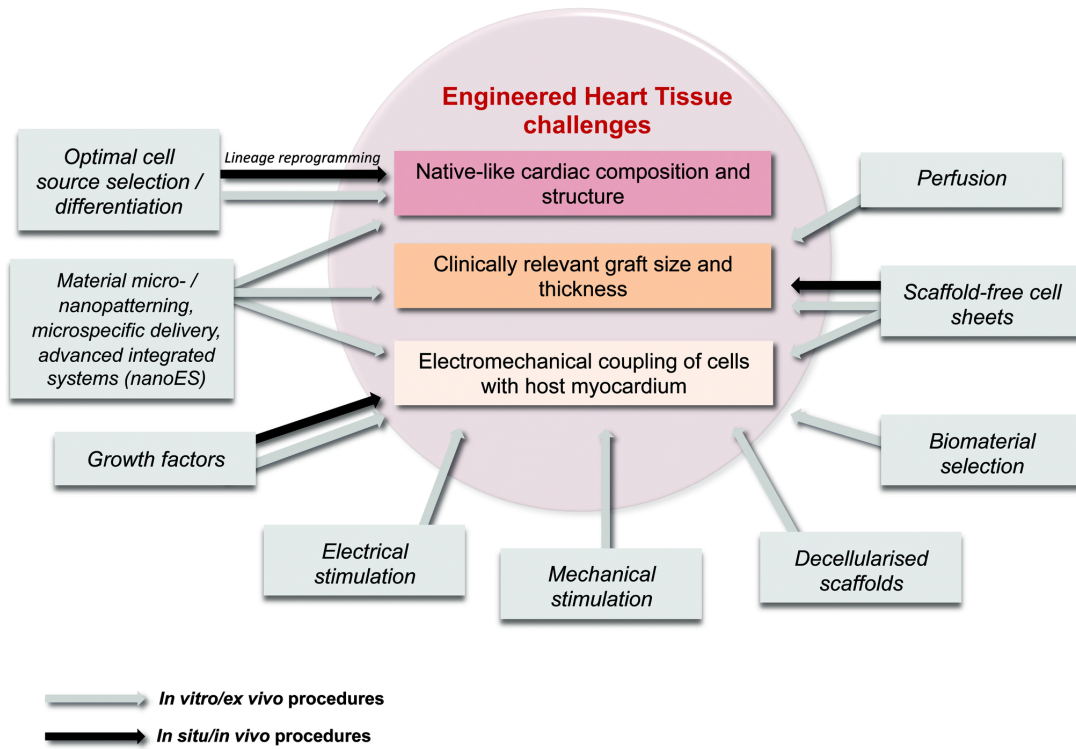 Engineered Heart Tissue
challenges
Optimal cell
source selection /
differentiation
Lineage reprogramming
Native-like cardiac composition and
structure
Perfusion
Material micro- /
nanopatterning,
microspecific delivery,
advanced integrated
systems (nanoES)
Clinically relevant graft size and
thickness
Scaffold-free cell
sheets
Electromechanical coupling of cells
with host myocardium
Growth factors
Biomaterial
selection
Electrical
stimulation
Mechanical
stimulation
Decellularised
scaffolds
In vitro/ex vivo procedures
In situ/in vivo procedures